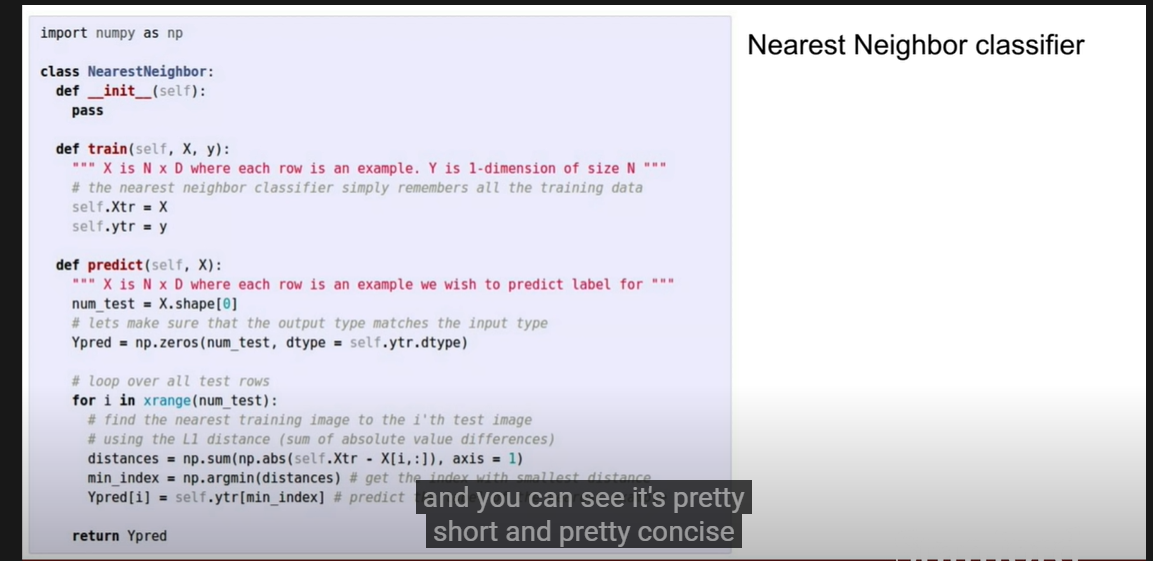 import numpy as np
class NearestNeighbor:
def __init__(self):
pass
def train(self, X, y):
""" X is N x D where each row is an example. Y is 1-dimension of size N """
# the nearest neighbor classifier simply remembers all the training data
self.Xtr = X
self.ytr = y
def predict(self, X):
""" X is N x D where each row is an example we wish to predict label for """
num_test = X.shape[0]
# lets make sure that the output type matches the input type
Ypred = np.zeros(num_test, dtype = self.ytr.dtype)
# loop over all test rows
for i in xrange(num_test):
# find the nearest training image to the i'th test image
# using the L1 distance (sum of absolute value differences)
distances = np.sum(np.abs(self.Xtr - X[i,:]), axis = 1)
min_index = np.argmin(distances) # get the index with smallest distance
Ypred[i] = self.ytr[min_index] # predict
return Ypred
Nearest Neighbor classifier
and you can see it's pretty
short and pretty concise